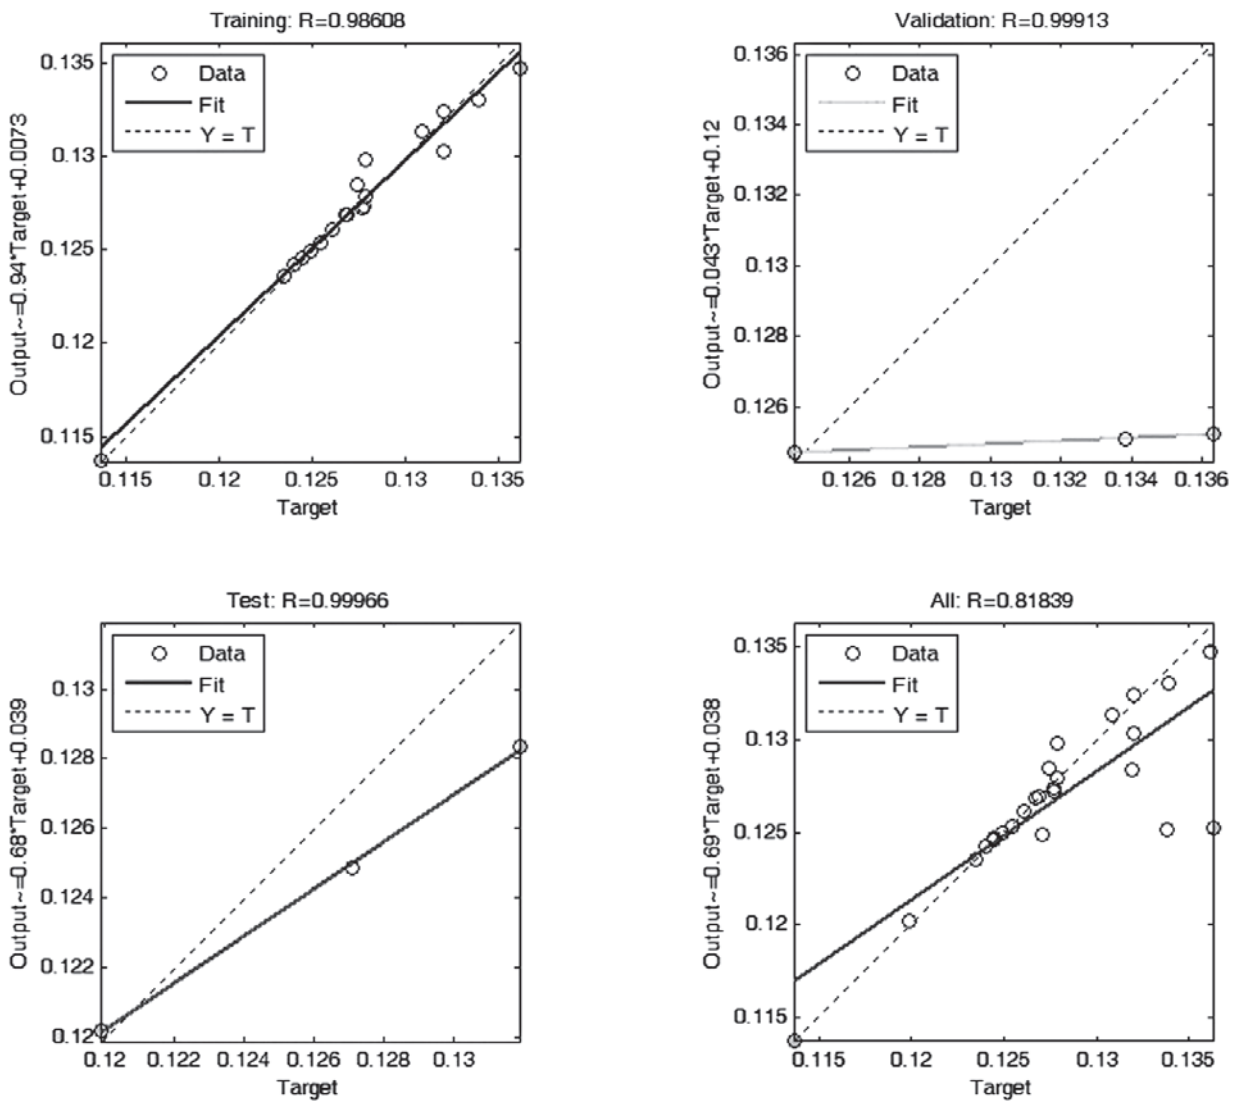 Training: R=0.98608
Output~=0.94*Target+0.0073
0.135
0.13
0.125
0.12
0.115
Data
Fit
Y = T
0.115 0.12 0.125 0.13 0.135
Target
Validation: R=0.99913
Output~=0.043*Target+0.12
0.136
0.134
0.132
0.13
0.128
0.126
Data
Fit
Y = T
0.126 0.128 0.13 0.132 0.134 0.136
Target
Test: R=0.99966
Output~=0.68*Target+0.039
0.13
0.128
0.126
0.124
0.122
0.12
Data
Fit
Y = T
0.12 0.122 0.124 0.126 0.128 0.13
Target
All: R=0.81839
Output~=0.69*Target+0.038
0.135
0.13
0.125
0.12
0.115
Data
Fit
Y = T
0.115 0.12 0.125 0.13 0.135
Target